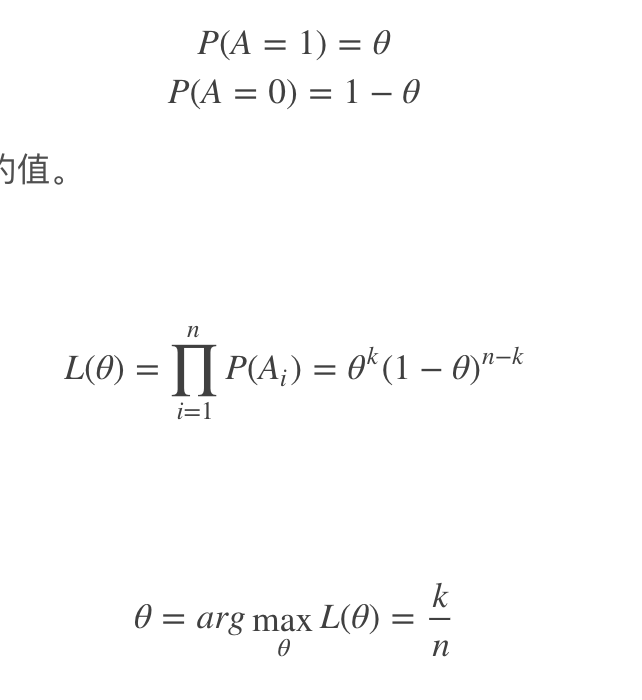 P(A = 1) = θ
P(A = 0) = 1 − θ
的值。
L(θ) = ∏_{i=1}^{n} P(A_i) = θ^k (1 − θ)^{n−k}
θ = arg max_θ L(θ) = k/n